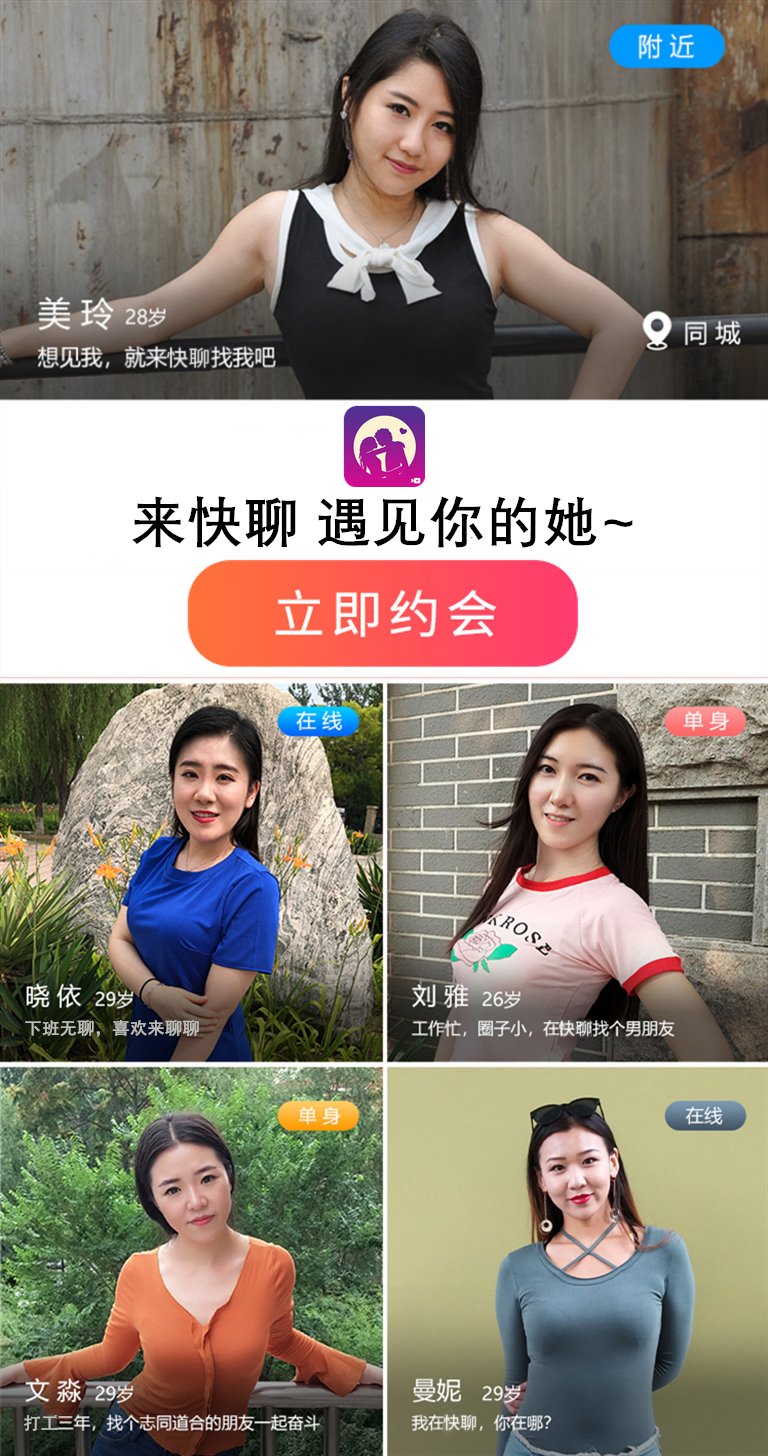 附近
美玲 28岁
同城
想见我，就来快聊找我吧
来快聊 遇见你的她~
立即约会
在线
单身
晓依 29岁
下班无聊，喜欢来聊聊
刘雅 26岁
工作忙，圈子小，在快聊找个男朋友
PINKROSE
单身
在线
文淼 29岁
打工三年，找个志同道合的朋友一起奋斗
曼妮 29岁
我在快聊，你在哪？